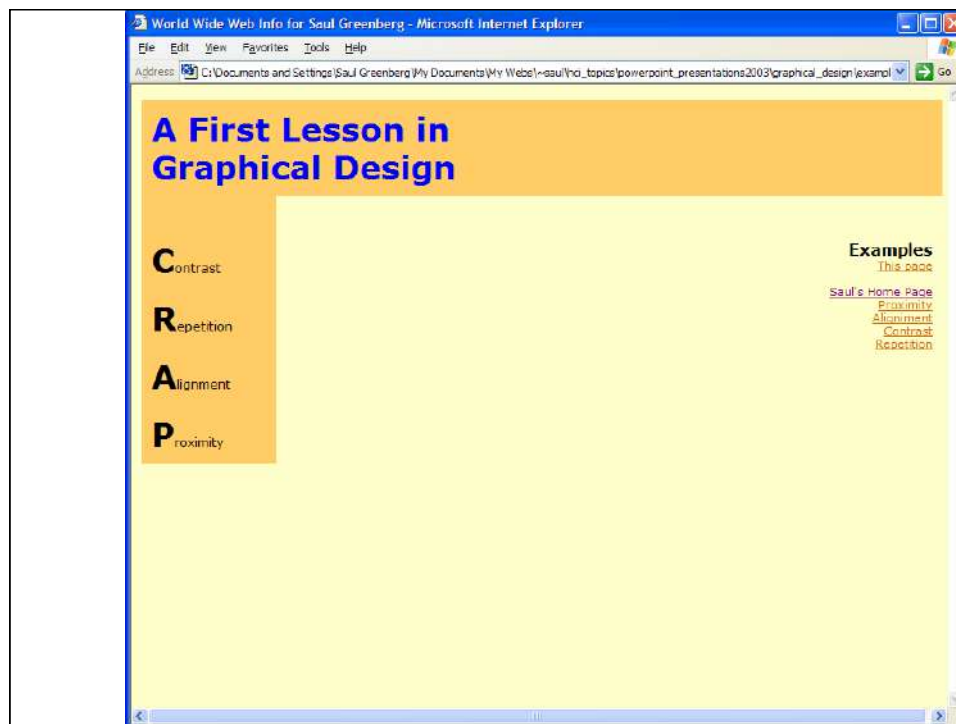 World Wide Web Info for Saul Greenberg - Microsoft Internet Explorer
File Edit View Favorites Tools Help
Address C:\Documents and Settings\Saul Greenberg\My Documents\My Webs\~saul\hci_topics\powerpoint_presentations2003\graphical_design\exampl Go
A First Lesson in
Graphical Design
Contrast
Repetition
Alignment
Proximity
Examples
This page
Saul's Home Page
Proximity
Alignment
Contrast
Repetition